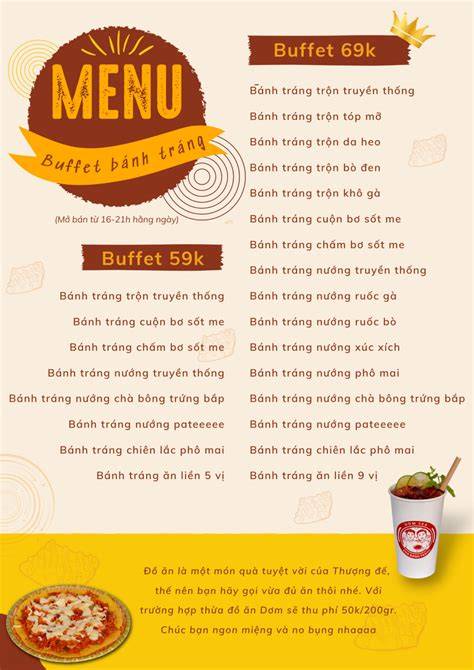 MENU
Buffet bánh tráng
(Mở bán từ 16-21h hằng ngày)
Buffet 59k
Bánh tráng trộn truyền thống
Bánh tráng cuộn bơ sốt me
Bánh tráng chấm bơ sốt me
Bánh tráng nướng truyền thống
Bánh tráng nướng chà bông trứng bắp
Bánh tráng nướng pateeeee
Bánh tráng chiên lắc phô mai
Bánh tráng ăn liền 5 vị
Buffet 69k
Bánh tráng trộn truyền thống
Bánh tráng trộn tóp mỡ
Bánh tráng trộn da heo
Bánh tráng trộn bò đen
Bánh tráng trộn khô gà
Bánh tráng cuộn bơ sốt me
Bánh tráng chấm bơ sốt me
Bánh tráng nướng truyền thống
Bánh tráng nướng ruốc gà
Bánh tráng nướng ruốc bò
Bánh tráng nướng xúc xích
Bánh tráng nướng phô mai
Bánh tráng nướng chà bông trứng bắp
Bánh tráng nướng pateeeee
Bánh tráng chiên lắc phô mai
Bánh tráng ăn liền 9 vị
Đồ ăn là một món quà tuyệt vời của Thượng đế,
thế nên bạn hãy gọi vừa đủ ăn thôi nhé. Với
trường hợp thừa đồ ăn Dơm sẽ thu phí 50k/200gr.
Chúc bạn ngon miệng và no bụng nhaaaa